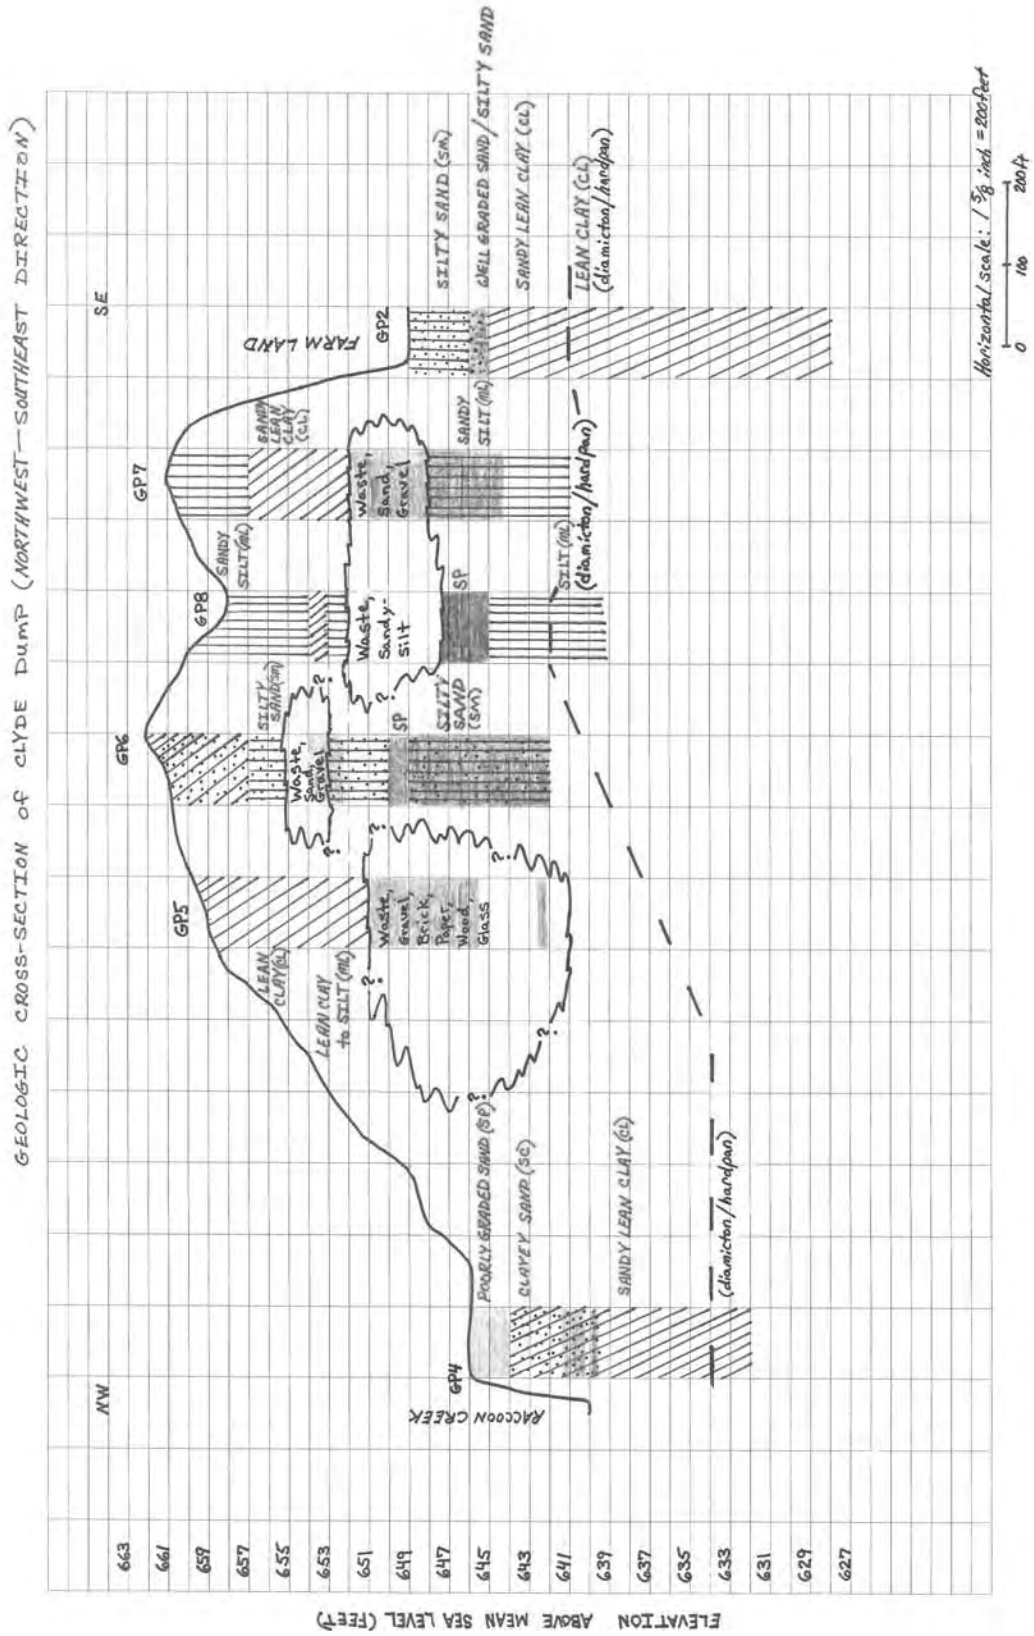 GEOLOGIC CROSS-SECTION of CLYDE DUMP (NORTHWEST-SOUTHEAST DIRECTION)
NW
SE
ELEVATION ABOVE MEAN SEA LEVEL (FEET)
663
661
659
657
655
653
651
649
647
645
643
641
639
637
635
633
631
629
627
RACCOON CREEK
GP4
POORLY GRADED SAND (SP)
CLAYEY SAND (SC)
SANDY LEAN CLAY (CL)
(diamicton/hardpan)
GP5
LEAN
CLAY (CL)
LEAN CLAY
to SILT (ML)
Waste,
Gravel,
Brick,
Paper,
Wood,
Glass
?
?
?
?
?
?
GP6
SILTY
SAND (SM)
Waste,
Sand,
Gravel
?
?
SP
SILTY
SAND
(SM)
GP8
SANDY
SILT (ML)
Waste,
Sandy-
Silt
?
?
SP
SILT (ML)
(diamicton/hardpan)
GP7
SANDY
LEAN
CLAY
(CL)
Waste,
Sand,
Gravel
SANDY
SILT (ML)
FARM LAND
GP2
SILTY SAND (SM)
WELL GRADED SAND/SILTY SAND
SANDY LEAN CLAY (CL)
LEAN CLAY (CL)
(diamicton/hardpan)
Horizontal scale: 1 5/8 inch = 200 feet
0 100 200 ft